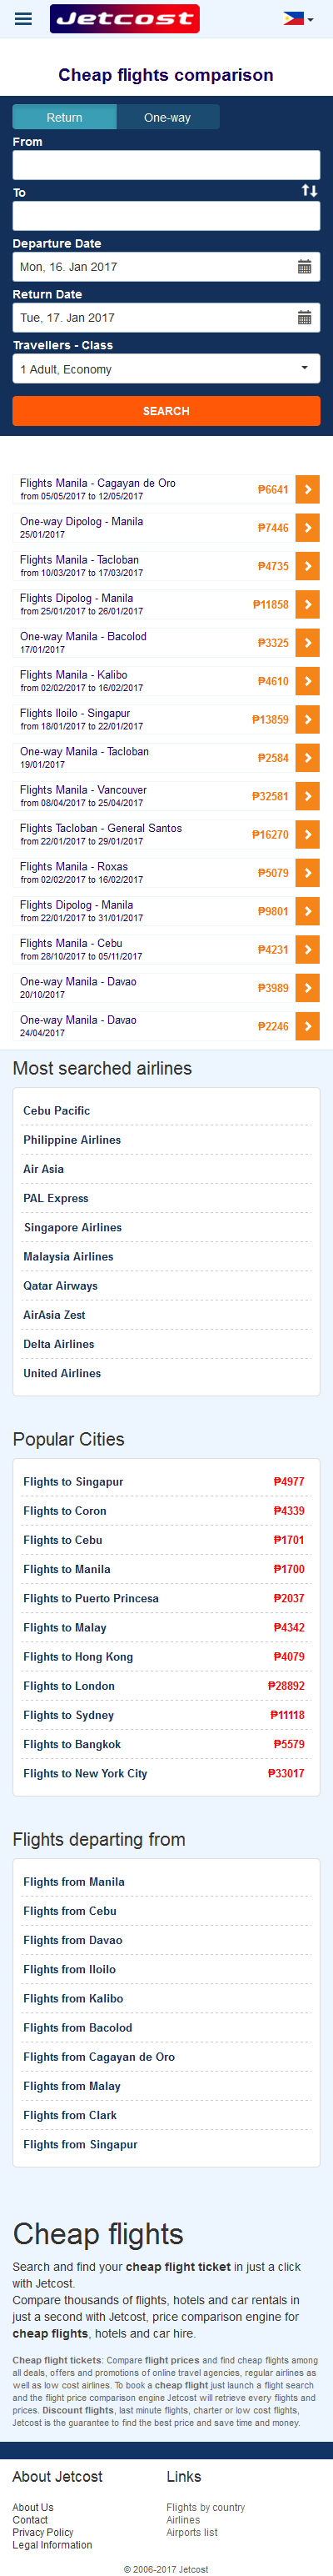 Jetcost
Cheap flights comparison
Return One-way
From
To
Departure Date
Mon, 16. Jan 2017
Return Date
Tue, 17. Jan 2017
Travellers - Class
1 Adult, Economy
SEARCH
Flights Manila - Cagayan de Oro
from 05/05/2017 to 12/05/2017
₱6641
One-way Dipolog - Manila
25/01/2017
₱7446
Flights Manila - Tacloban
from 10/03/2017 to 17/03/2017
₱4735
Flights Dipolog - Manila
from 25/01/2017 to 26/01/2017
₱11858
One-way Manila - Bacolod
17/01/2017
₱3325
Flights Manila - Kalibo
from 02/02/2017 to 16/02/2017
₱4610
Flights Iloilo - Singapur
from 18/01/2017 to 22/01/2017
₱13859
One-way Manila - Tacloban
19/01/2017
₱2584
Flights Manila - Vancouver
from 08/04/2017 to 25/04/2017
₱32581
Flights Tacloban - General Santos
from 22/01/2017 to 29/01/2017
₱16270
Flights Manila - Roxas
from 02/02/2017 to 16/02/2017
₱5079
Flights Dipolog - Manila
from 22/01/2017 to 31/01/2017
₱9801
Flights Manila - Cebu
from 28/10/2017 to 05/11/2017
₱4231
One-way Manila - Davao
20/10/2017
₱3989
One-way Manila - Davao
24/04/2017
₱2246
Most searched airlines
Cebu Pacific
Philippine Airlines
Air Asia
PAL Express
Singapore Airlines
Malaysia Airlines
Qatar Airways
AirAsia Zest
Delta Airlines
United Airlines
Popular Cities
Flights to Singapur ₱4977
Flights to Coron ₱4339
Flights to Cebu ₱1701
Flights to Manila ₱1700
Flights to Puerto Princesa ₱2037
Flights to Malay ₱4342
Flights to Hong Kong ₱4079
Flights to London ₱28892
Flights to Sydney ₱11118
Flights to Bangkok ₱5579
Flights to New York City ₱33017
Flights departing from
Flights from Manila
Flights from Cebu
Flights from Davao
Flights from Iloilo
Flights from Kalibo
Flights from Bacolod
Flights from Cagayan de Oro
Flights from Malay
Flights from Clark
Flights from Singapur
Cheap flights
Search and find your cheap flight ticket in just a click
with Jetcost.
Compare thousands of flights, hotels and car rentals in
just a second with Jetcost, price comparison engine for
cheap flights, hotels and car hire.
Cheap flight tickets: Compare flight prices and find cheap flights among
all deals, offers and promotions of online travel agencies, regular airlines as
well as low cost airlines. To book a cheap flight just launch a flight search
and the flight price comparison engine Jetcost will retrieve every flights and
prices. Discount flights, last minute flights, charter or low cost flights,
Jetcost is the guarantee to find the best price and save time and money.
About Jetcost
About Us
Contact
Privacy Policy
Legal Information
Links
Flights by country
Airlines
Airports list
© 2006-2017 Jetcost